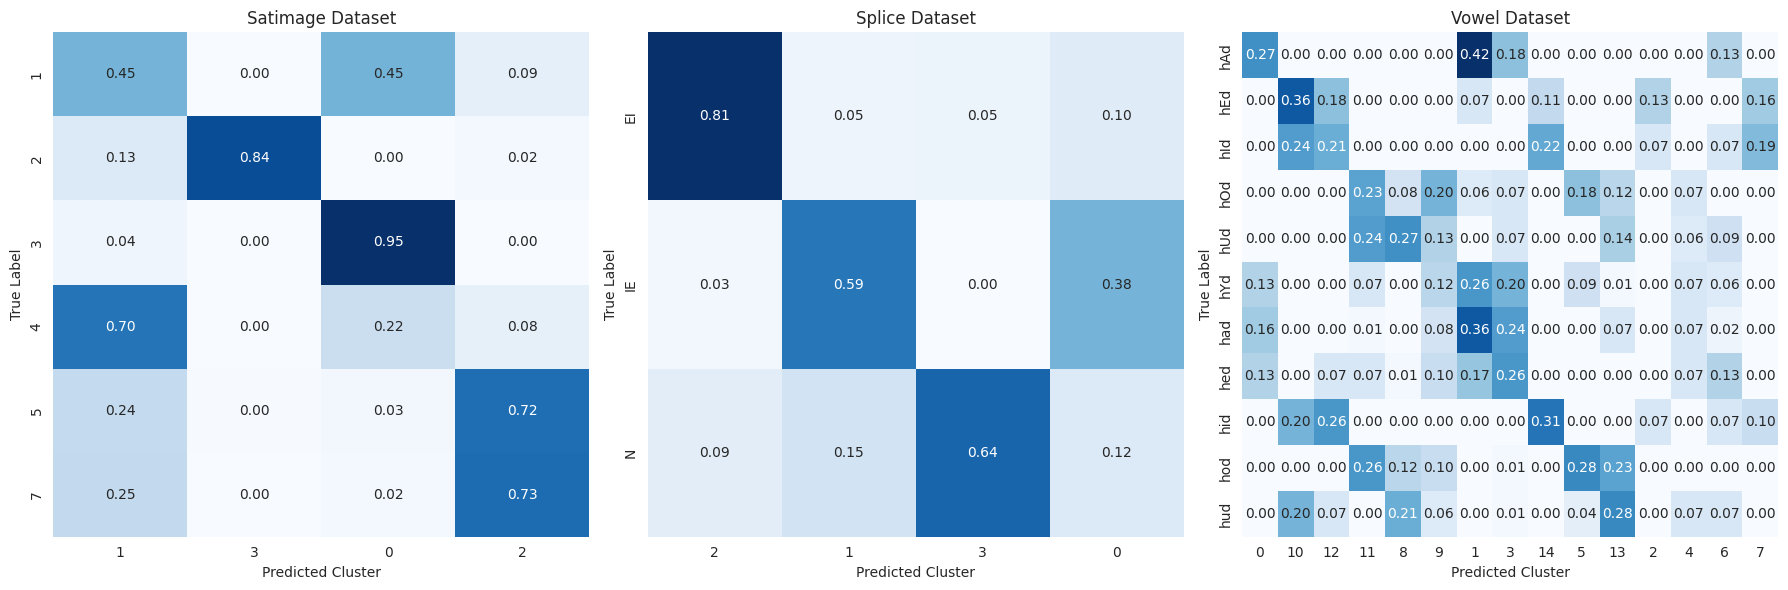 Satimage Dataset
True Label
1 0.45 0.00 0.45 0.09
2 0.13 0.84 0.00 0.02
3 0.04 0.00 0.95 0.00
4 0.70 0.00 0.22 0.08
5 0.24 0.00 0.03 0.72
7 0.25 0.00 0.02 0.73
1 3 0 2
Predicted Cluster
Splice Dataset
True Label
EI 0.81 0.05 0.05 0.10
IE 0.03 0.59 0.00 0.38
N 0.09 0.15 0.64 0.12
2 1 3 0
Predicted Cluster
Vowel Dataset
True Label
hAd 0.27 0.00 0.00 0.00 0.00 0.00 0.42 0.18 0.00 0.00 0.00 0.00 0.00 0.13 0.00
hEd 0.00 0.36 0.18 0.00 0.00 0.00 0.07 0.00 0.11 0.00 0.00 0.13 0.00 0.00 0.16
hId 0.00 0.24 0.21 0.00 0.00 0.00 0.00 0.00 0.22 0.00 0.00 0.07 0.00 0.07 0.19
hOd 0.00 0.00 0.00 0.23 0.08 0.20 0.06 0.07 0.00 0.18 0.12 0.00 0.07 0.00 0.00
hUd 0.00 0.00 0.00 0.24 0.27 0.13 0.00 0.07 0.00 0.00 0.14 0.00 0.06 0.09 0.00
hYd 0.13 0.00 0.00 0.07 0.00 0.12 0.26 0.20 0.00 0.09 0.01 0.00 0.07 0.06 0.00
had 0.16 0.00 0.00 0.01 0.00 0.08 0.36 0.24 0.00 0.00 0.07 0.00 0.07 0.02 0.00
hed 0.13 0.00 0.07 0.07 0.01 0.10 0.17 0.26 0.00 0.00 0.00 0.00 0.07 0.13 0.00
hid 0.00 0.20 0.26 0.00 0.00 0.00 0.00 0.00 0.31 0.00 0.00 0.07 0.00 0.07 0.10
hod 0.00 0.00 0.00 0.26 0.12 0.10 0.00 0.01 0.00 0.28 0.23 0.00 0.00 0.00 0.00
hud 0.00 0.20 0.07 0.00 0.21 0.06 0.00 0.01 0.00 0.04 0.28 0.00 0.07 0.07 0.00
0 10 12 11 8 9 1 3 14 5 13 2 4 6 7
Predicted Cluster